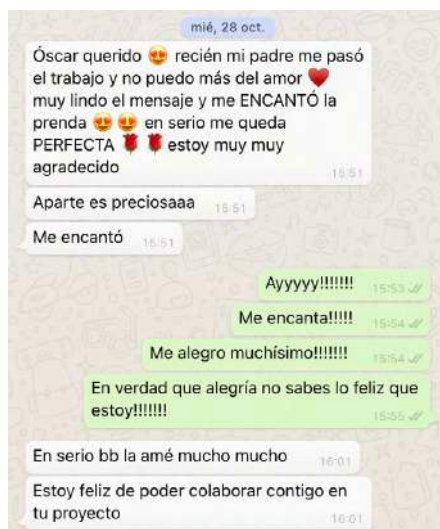 mié, 28 oct.
Óscar querido 😍 recién mi padre me pasó
el trabajo y no puedo más del amor ♥️
muy lindo el mensaje y me ENCANTÓ la
prenda 😍 😍 en serio me queda
PERFECTA 🌹 🌹 estoy muy muy
agradecido
15:51
Aparte es preciosaaa 15:51
Me encantó 15:51
Ayyyyy!!!!!!! 15:53
Me encanta!!!!! 15:54
Me alegro muchísimo!!!!!!! 15:54
En verdad que alegría no sabes lo feliz que
estoy!!!!!!! 15:55
En serio bb la amé mucho mucho 16:01
Estoy feliz de poder colaborar contigo en
tu proyecto 16:01